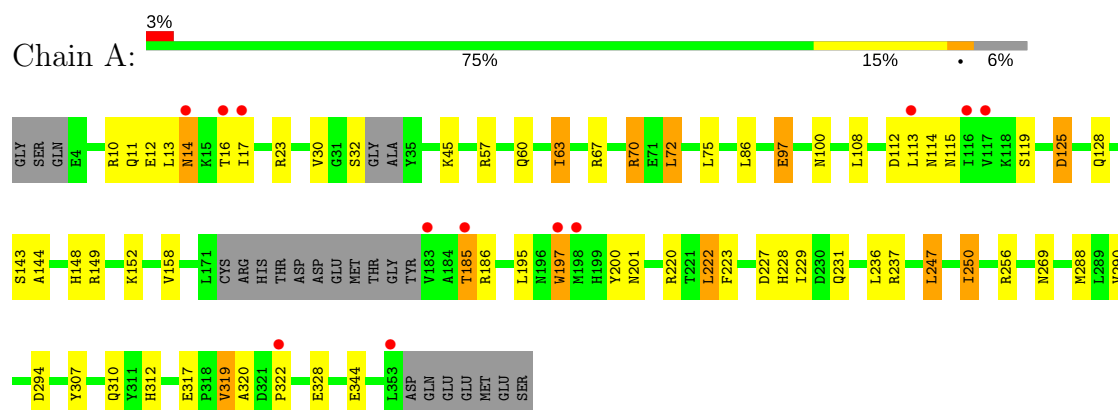 3%
Chain A:
75% 15% • 6%
GLY SER GLN E4 R10 Q11 E12 L13 N14 K15 T16 I17 R23 V30 G31 S32 GLY ALA Y35 K45 R57 Q60 I63 R67 R70 E71 L72 L75 L86 E97 N100 L108 D112 L113 N114 N115 I116 V117 K118 S119 D125 Q128
S143 A144 H148 R149 K152 V158 L171 CYS ARG HIS THR ASP ASP GLU MET THR GLY TYR V183 A184 T185 R186 L195 N196 W197 M198 H199 Y200 N201 R220 T221 L222 F223 D227 H228 I229 D230 Q231 L236 R237 L247 I250 R256 N269 M288 L289 V290
D294 Y307 Q310 Y311 H312 E317 P318 V319 A320 D321 P322 E328 E344 L353 ASP GLN GLU GLU MET GLU SER